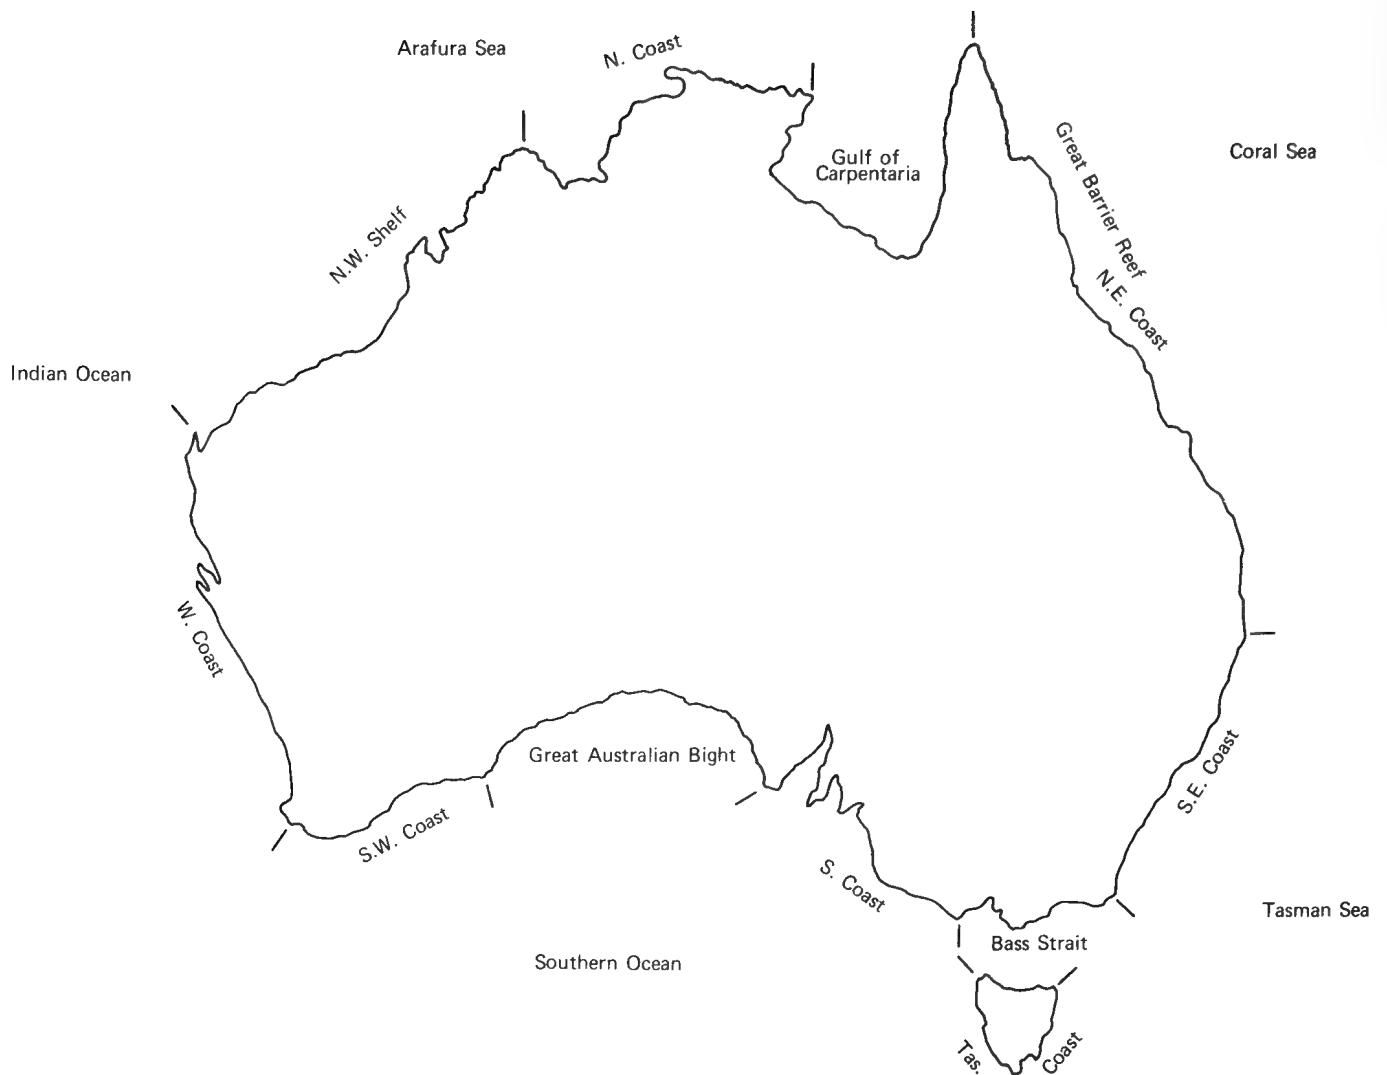 Arafura Sea
N. Coast
Gulf of
Carpentaria
Great Barrier Reef
Coral Sea
N.W. Shelf
N.E. Coast
Indian Ocean
W. Coast
Great Australian Bight
S.W. Coast
S.E. Coast
S. Coast
Tasman Sea
Bass Strait
Southern Ocean
Tas. Coast